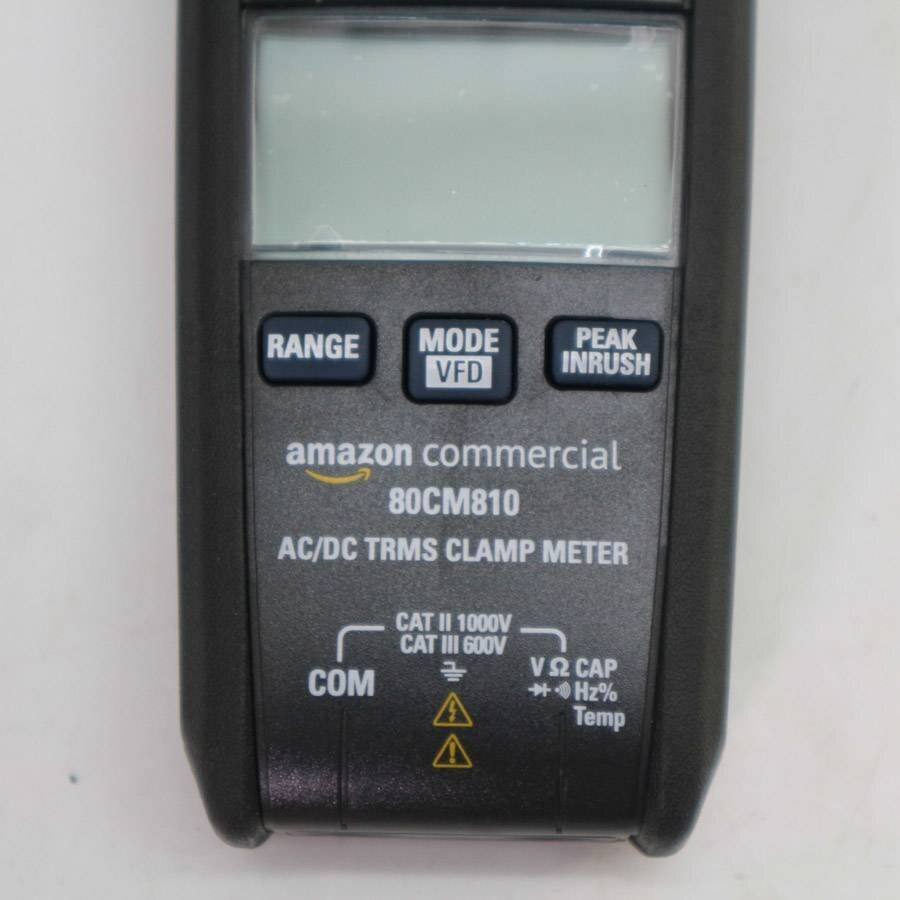 RANGE
MODE
VFD
PEAK
INRUSH
amazon commercial
80CM810
AC/DC TRMS CLAMP METER
CAT II 1000V
CAT III 600V
COM
V Ω CAP
Hz%
Temp